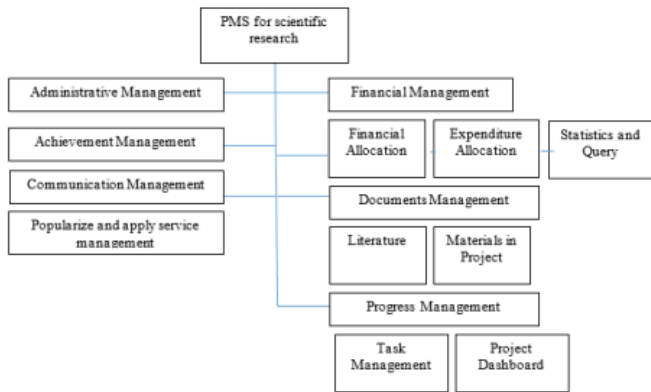 PMS for scientific
research
Administrative Management
Financial Management
Achievement Management
Financial
Allocation
Expenditure
Allocation
Statistics and
Query
Communication Management
Documents Management
Popularize and apply service
management
Literature
Materials in
Project
Progress Management
Task
Management
Project
Dashboard